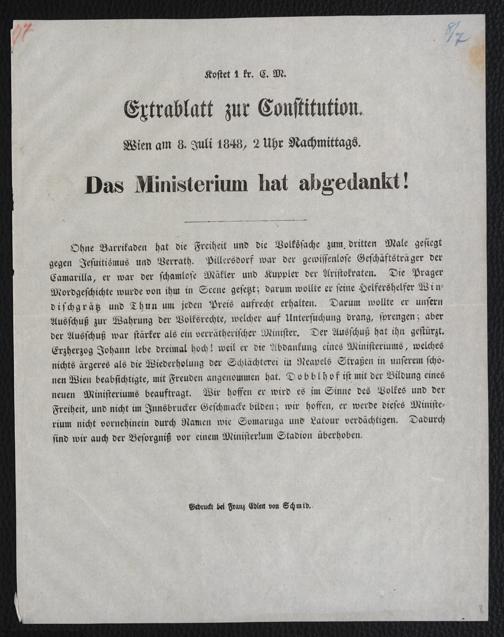 8/7
Kostet 1 kr. C. M.
Extrablatt zur Constitution.
Wien am 8. Juli 1848, 2 Uhr Nachmittags.
Das Ministerium hat abgedankt!
Ohne Barrikaden hat die Freiheit und die Volkssache zum dritten Male gesiegt
gegen Jesuitismus und Verrath. Pillersdorf war der gewissenlose Geschäftsträger der
Camarilla, er war der schamlose Mäkler und Kuppler der Aristokraten. Die Prager
Mordgeschichte wurde von ihm in Scene gesetzt; darum wollte er seine Helfershelfer Win-
dischgrätz und Thun um jeden Preis aufrecht erhalten. Darum wollte er unsern
Ausschuß zur Wahrung der Volksrechte, welcher auf Untersuchung drang, sprengen; aber
der Ausschuß war stärker als ein verrätherischer Minister. Der Ausschuß hat ihn gestürzt.
Erzherzog Johann lebe dreimal hoch! weil er die Abdankung eines Ministeriums, welches
nichts ärgeres als die Wiederholung der Schlächterei in Neapels Straßen in unserem schö-
nen Wien beabsichtigte, mit Freuden angenommen hat. Dobblhof ist mit der Bildung eines
neuen Ministeriums beauftragt. Wir hoffen er wird es im Sinne des Volkes und der
Freiheit, und nicht im Innsbrucker Geschmacke bilden; wir hoffen, er werde dieses Ministe-
rium nicht vornehinein durch Namen wie Somaruga und Latour verdächtigen. Dadurch
sind wir auch der Besorgniß vor einem Ministerium Stadion überhoben.
Gedruckt bei Franz Edlen von Schmid.